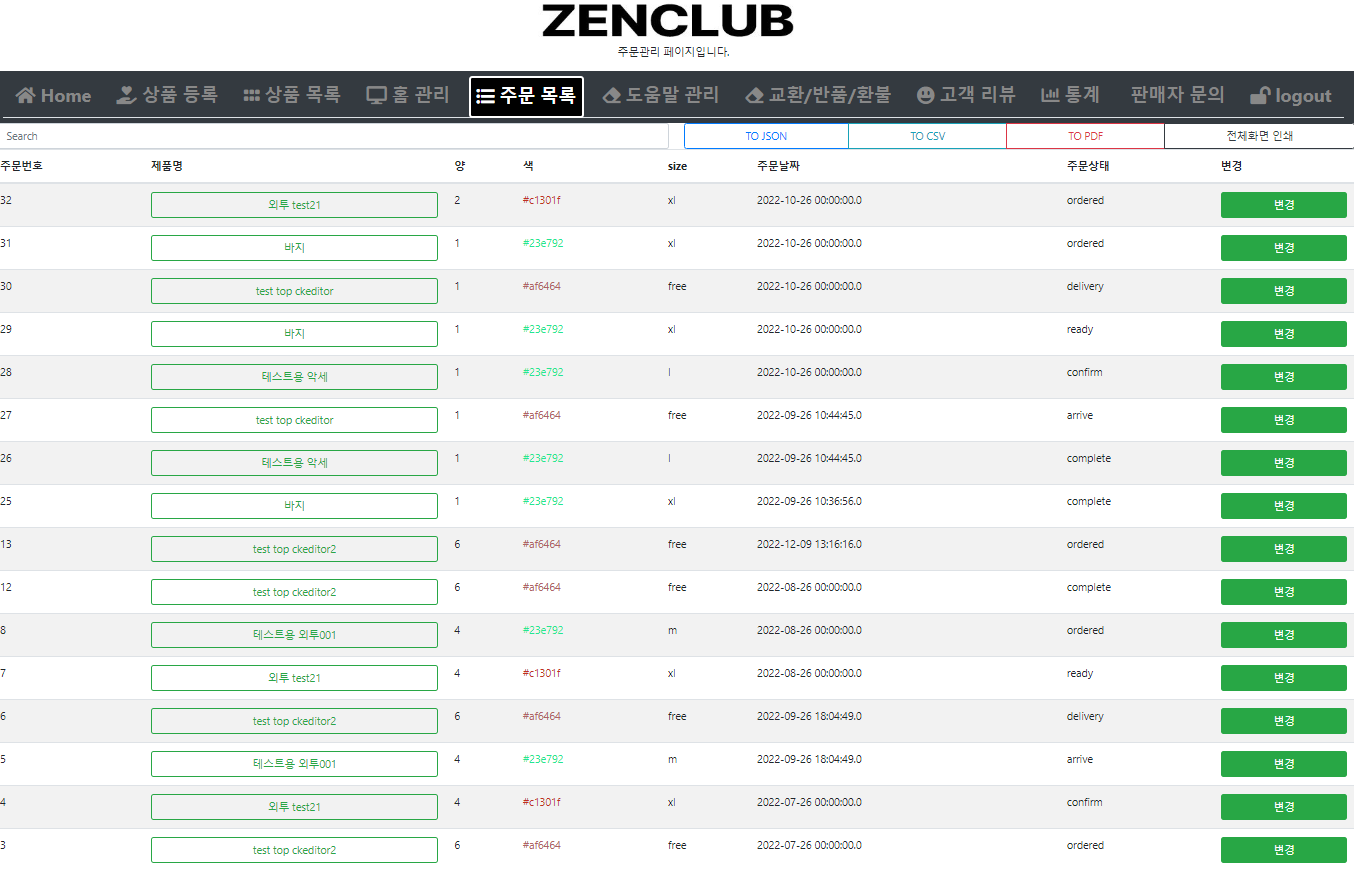 ZENCLUB
주문관리 페이지입니다.
Home 상품 등록 상품 목록 홈 관리 주문 목록 도움말 관리 교환/반품/환불 고객 리뷰 통계 판매자 문의 logout
Search TO JSON TO CSV TO PDF 전체화면 인쇄
주문번호 제품명 양 색 size 주문날짜 주문상태 변경
32 외투 test21 2 #c1301f xl 2022-10-26 00:00:00.0 ordered 변경
31 바지 1 #23e792 xl 2022-10-26 00:00:00.0 ordered 변경
30 test top ckeditor 1 #af6464 free 2022-10-26 00:00:00.0 delivery 변경
29 바지 1 #23e792 xl 2022-10-26 00:00:00.0 ready 변경
28 테스트용 악세 1 #23e792 l 2022-10-26 00:00:00.0 confirm 변경
27 test top ckeditor 1 #af6464 free 2022-09-26 10:44:45.0 arrive 변경
26 테스트용 악세 1 #23e792 l 2022-09-26 10:44:45.0 complete 변경
25 바지 1 #23e792 xl 2022-09-26 10:36:56.0 complete 변경
13 test top ckeditor2 6 #af6464 free 2022-12-09 13:16:16.0 ordered 변경
12 test top ckeditor2 6 #af6464 free 2022-08-26 00:00:00.0 complete 변경
8 테스트용 외투001 4 #23e792 m 2022-08-26 00:00:00.0 ordered 변경
7 외투 test21 4 #c1301f xl 2022-08-26 00:00:00.0 ready 변경
6 test top ckeditor2 6 #af6464 free 2022-09-26 18:04:49.0 delivery 변경
5 테스트용 외투001 4 #23e792 m 2022-09-26 18:04:49.0 arrive 변경
4 외투 test21 4 #c1301f xl 2022-07-26 00:00:00.0 confirm 변경
3 test top ckeditor2 6 #af6464 free 2022-07-26 00:00:00.0 ordered 변경